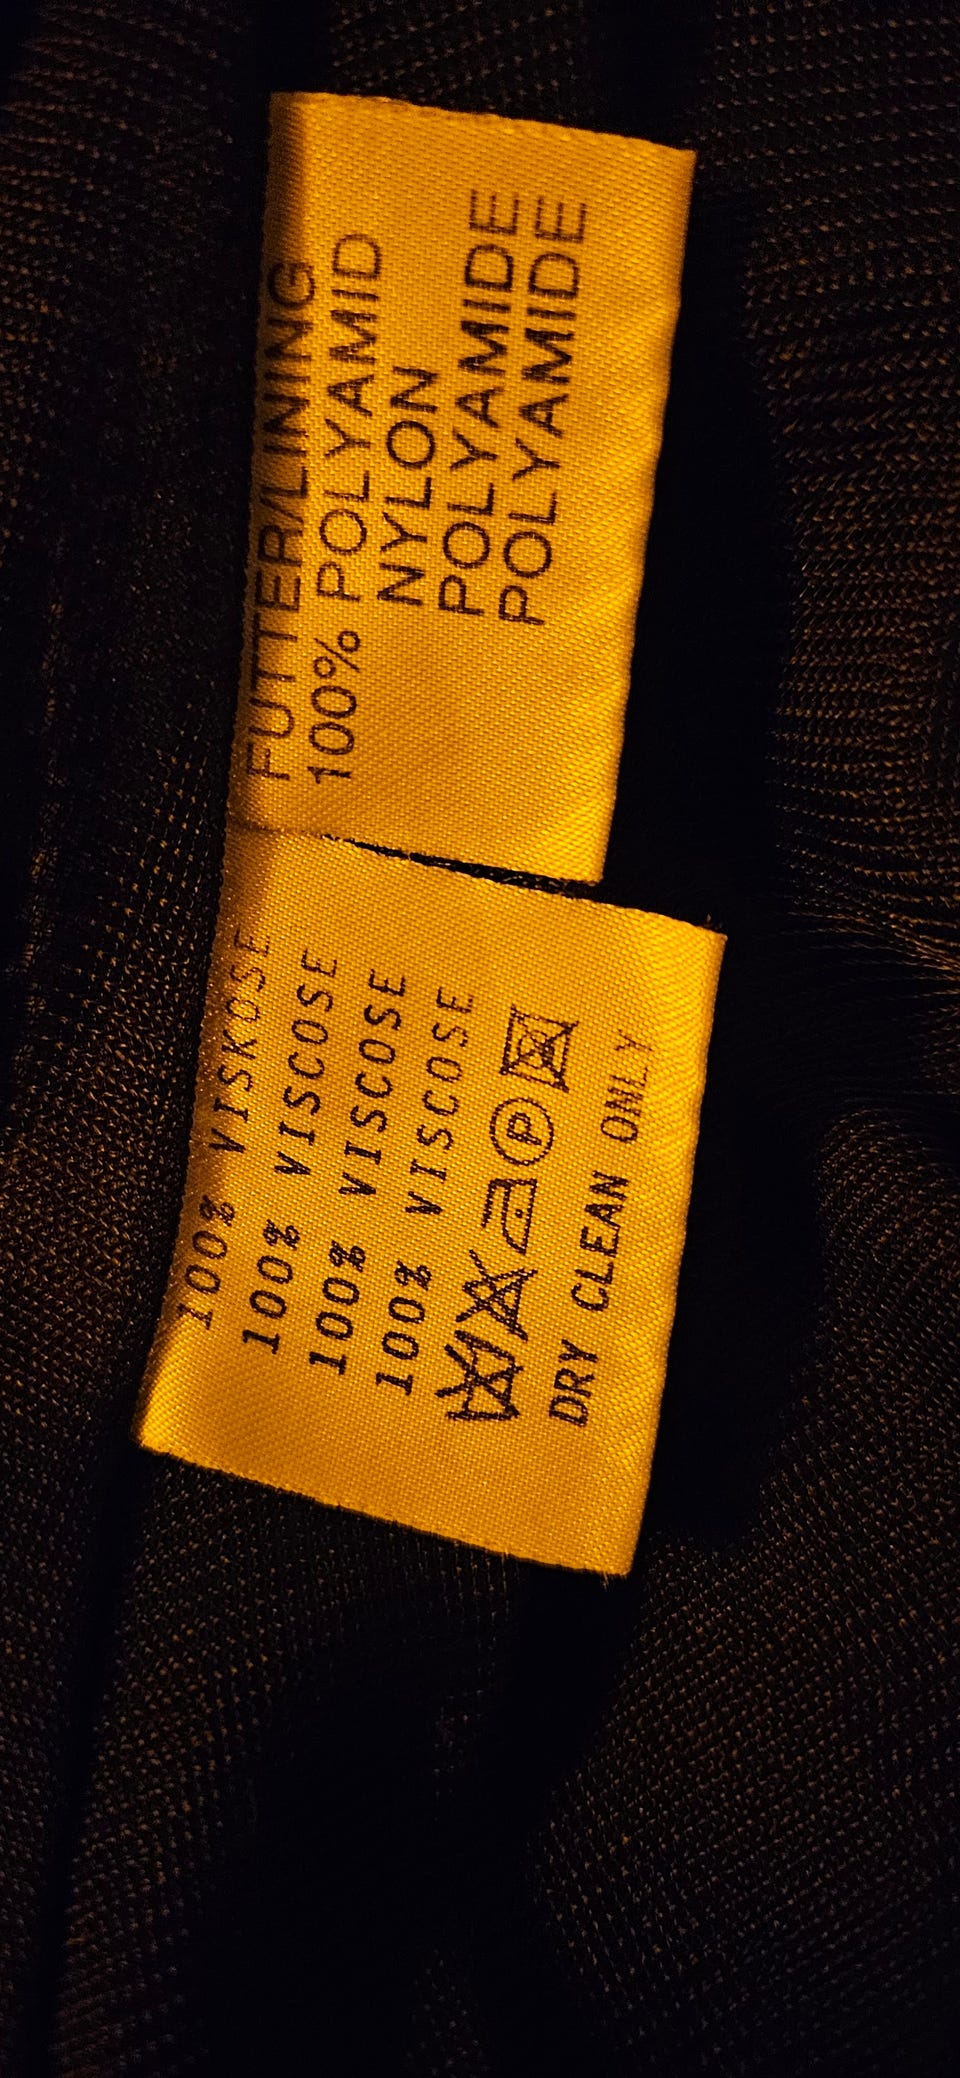 FUTTER/LINING
100% POLYAMID
NYLON
POLYAMIDE
POLYAMIDE
100% VISKOSE
100% VISCOSE
100% VISCOSE
100% VISCOSE
P
DRY CLEAN ONLY